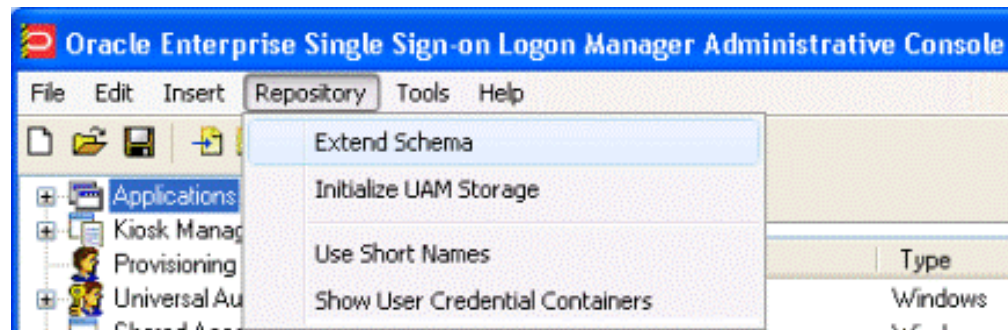 Oracle Enterprise Single Sign-on Logon Manager Administrative Console
File Edit Insert Repository Tools Help
Extend Schema
Initialize UAM Storage
Use Short Names
Show User Credential Containers
Applications
Kiosk Manag
Provisioning
Universal Au
Type
Windows